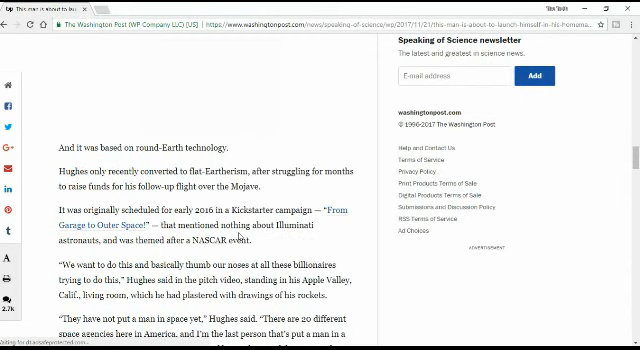 This man is about to laun
The Washington Post (WP Company LLC) [US]
https://www.washingtonpost.com/news/speaking-of-science/wp/2017/11/21/this-man-is-about-to-launch-himself-in-his-homema
Speaking of Science newsletter
The latest and greatest in science news.
E-mail address
Add
washingtonpost.com
© 1996-2017 The Washington Post
Help and Contact Us
Terms of Service
Privacy Policy
Print Products Terms of Sale
Digital Products Terms of Sale
Submissions and Discussion Policy
RSS Terms of Service
Ad Choices
ADVERTISEMENT
And it was based on round-Earth technology.
Hughes only recently converted to flat-Eartherism, after struggling for months
to raise funds for his follow-up flight over the Mojave.
It was originally scheduled for early 2016 in a Kickstarter campaign — “From
Garage to Outer Space!” — that mentioned nothing about Illuminati
astronauts, and was themed after a NASCAR event.
“We want to do this and basically thumb our noses at all these billionaires
trying to do this,” Hughes said in the pitch video, standing in his Apple Valley,
Calif., living room, which he had plastered with drawings of his rockets.
“They have not put a man in space yet,” Hughes said. “There are 20 different
space agencies here in America, and I'm the last person that's put a man in a
2.7k
Waiting for dt.adsafeprotected.com...